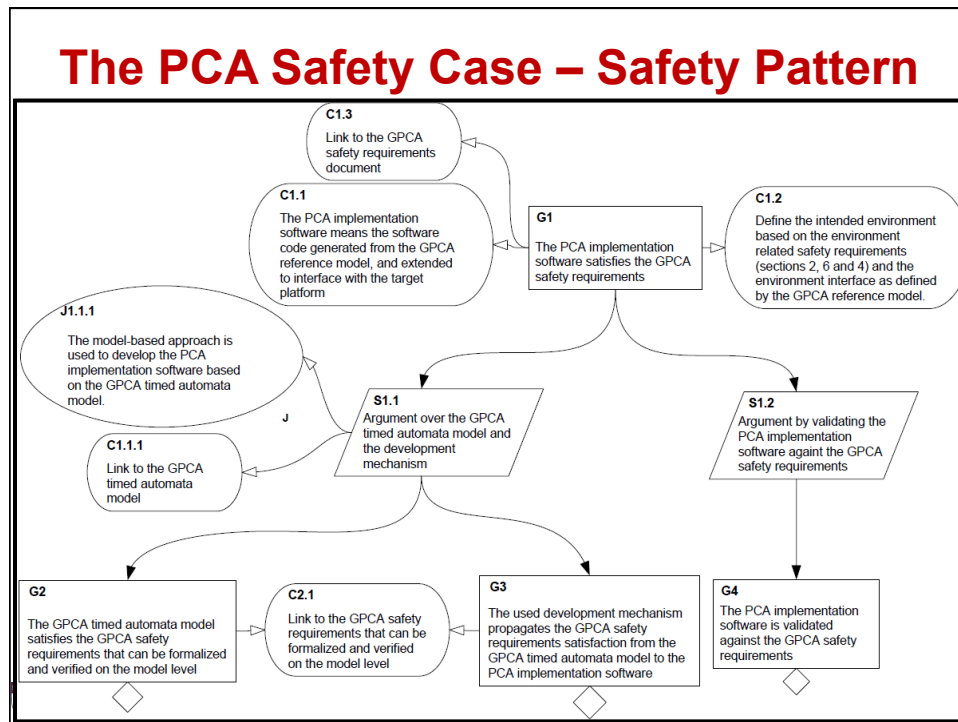 The PCA Safety Case – Safety Pattern
C1.3
Link to the GPCA
safety requirements
document
C1.1
The PCA implementation
software means the software
code generated from the GPCA
reference model, and extended
to interface with the target
platform
G1
The PCA implementation
software satisfies the GPCA
safety requirements
C1.2
Define the intended environment
based on the environment
related safety requirements
(sections 2, 6 and 4) and the
environment interface as defined
by the GPCA reference model.
J1.1.1
The model-based approach is
used to develop the PCA
implementation software based
on the GPCA timed automata
model.
J
C1.1.1
Link to the GPCA
timed automata
model
S1.1
Argument over the GPCA
timed automata model and
the development
mechanism
S1.2
Argument by validating the
PCA implementation
software againt the GPCA
safety requirements
G2
The GPCA timed automata model
satisfies the GPCA safety
requirements that can be formalized
and verified on the model level
C2.1
Link to the GPCA safety
requirements that can be
formalized and verified
on the model level
G3
The used development mechanism
propagates the GPCA safety
requirements satisfaction from the
GPCA timed automata model to the
PCA implementation software
G4
The PCA implementation
software is validated
against the GPCA safety
requirements